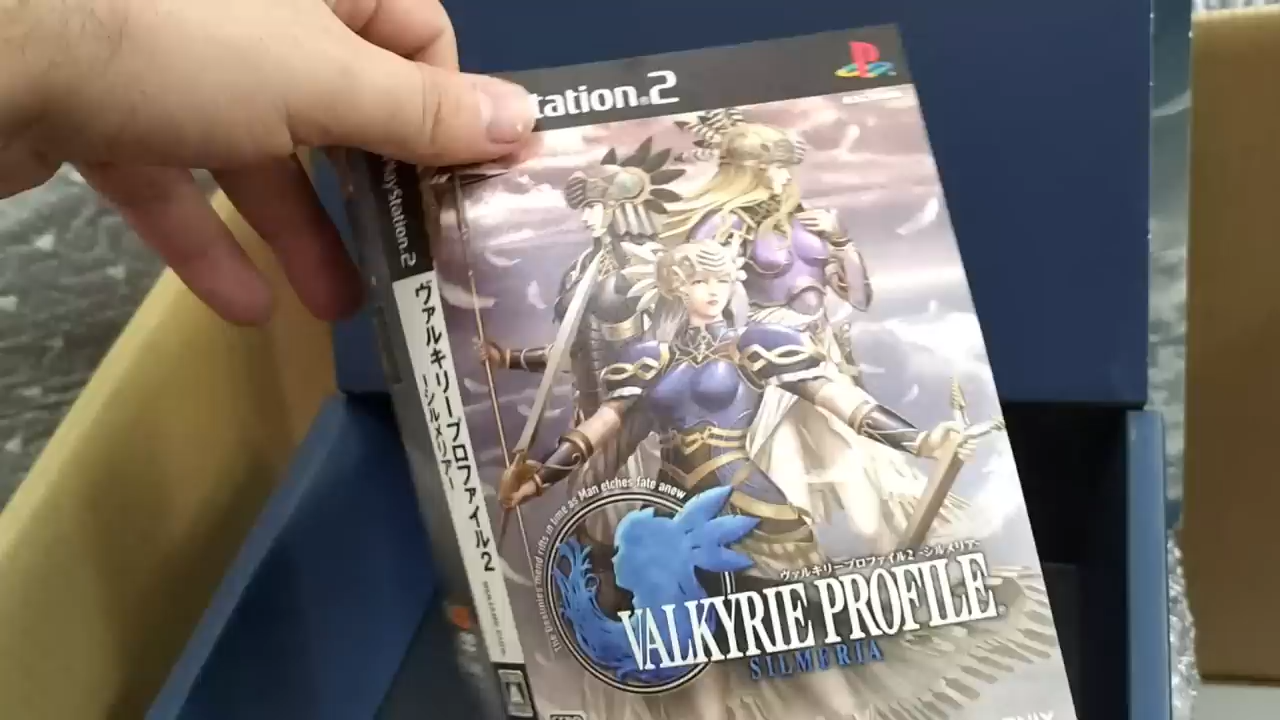 tation.2
PlayStation.2
ヴァルキリープロファイル2
-シルメリア-
The Destinies mend rifts in time as Man etches fate anew
ヴァルキリープロファイル2 -シルメリア-
VALKYRIE PROFILE
SILMERIA